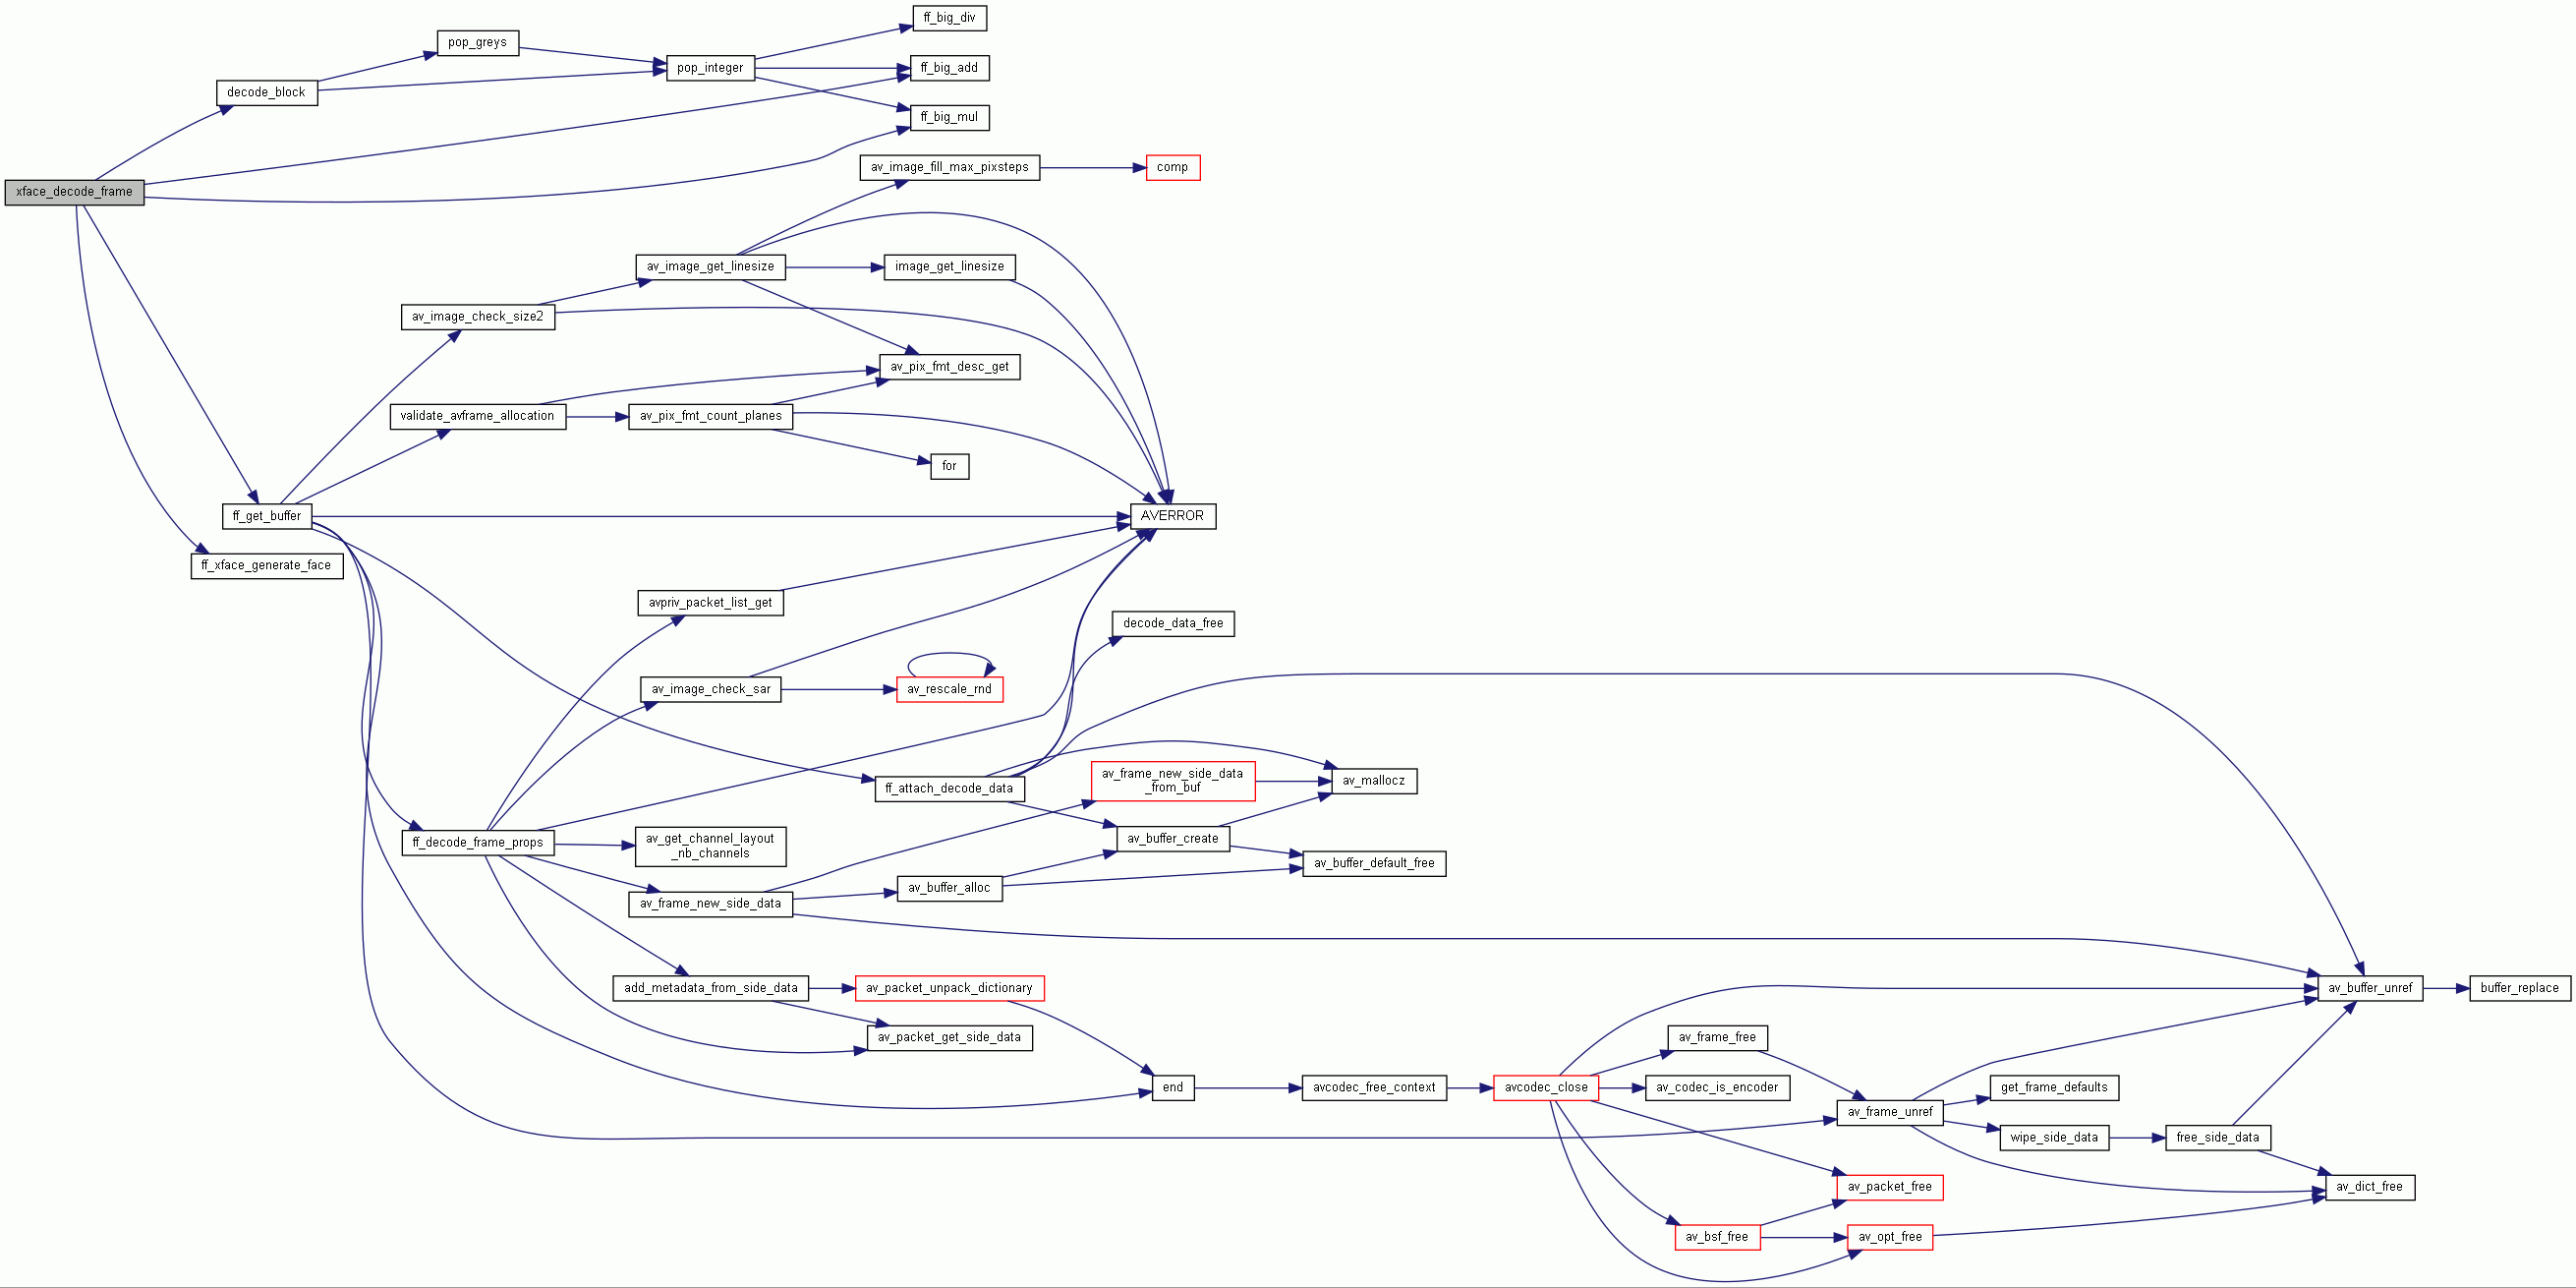 ff_big_div
pop_greys
pop_integer
ff_big_add
decode_block
ff_big_mul
av_image_fill_max_pixsteps
comp
xface_decode_frame
av_image_get_linesize
image_get_linesize
av_image_check_size2
av_pix_fmt_desc_get
validate_avframe_allocation
av_pix_fmt_count_planes
for
ff_get_buffer
AVERROR
ff_xface_generate_face
avpriv_packet_list_get
decode_data_free
av_image_check_sar
av_rescale_rnd
av_frame_new_side_data
_from_buf
av_mallocz
ff_attach_decode_data
ff_decode_frame_props
av_get_channel_layout
_nb_channels
av_buffer_create
av_buffer_default_free
av_buffer_alloc
av_frame_new_side_data
add_metadata_from_side_data
av_packet_unpack_dictionary
av_buffer_unref
buffer_replace
av_packet_get_side_data
av_frame_free
end
avcodec_free_context
avcodec_close
av_codec_is_encoder
get_frame_defaults
av_frame_unref
wipe_side_data
free_side_data
av_packet_free
av_dict_free
av_bsf_free
av_opt_free